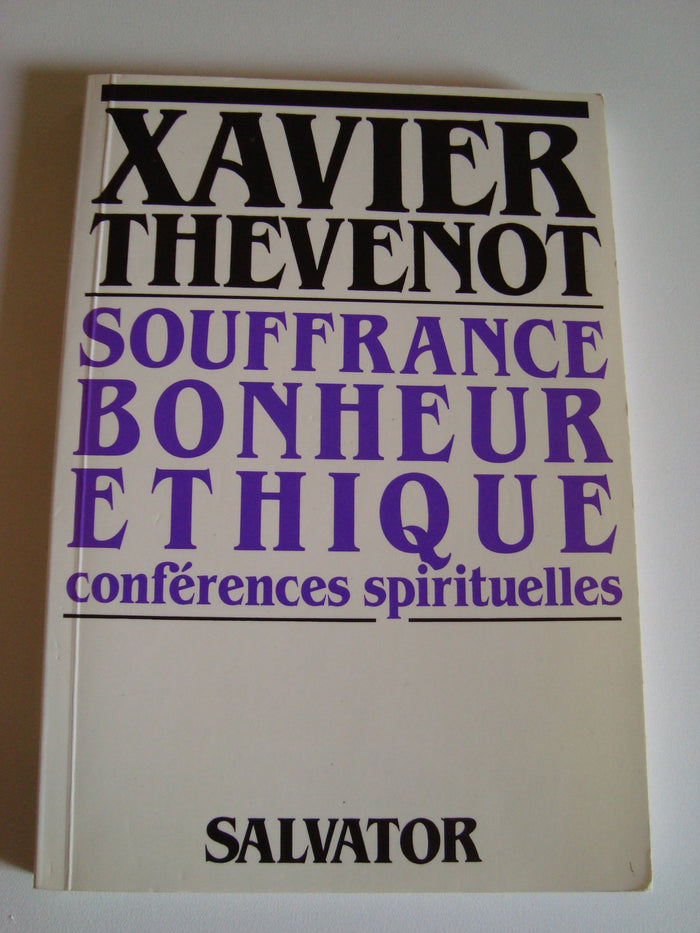 XAVIER
THEVENOT
SOUFFRANCE
BONHEUR
ETHIQUE
conférences spirituelles
SALVATOR